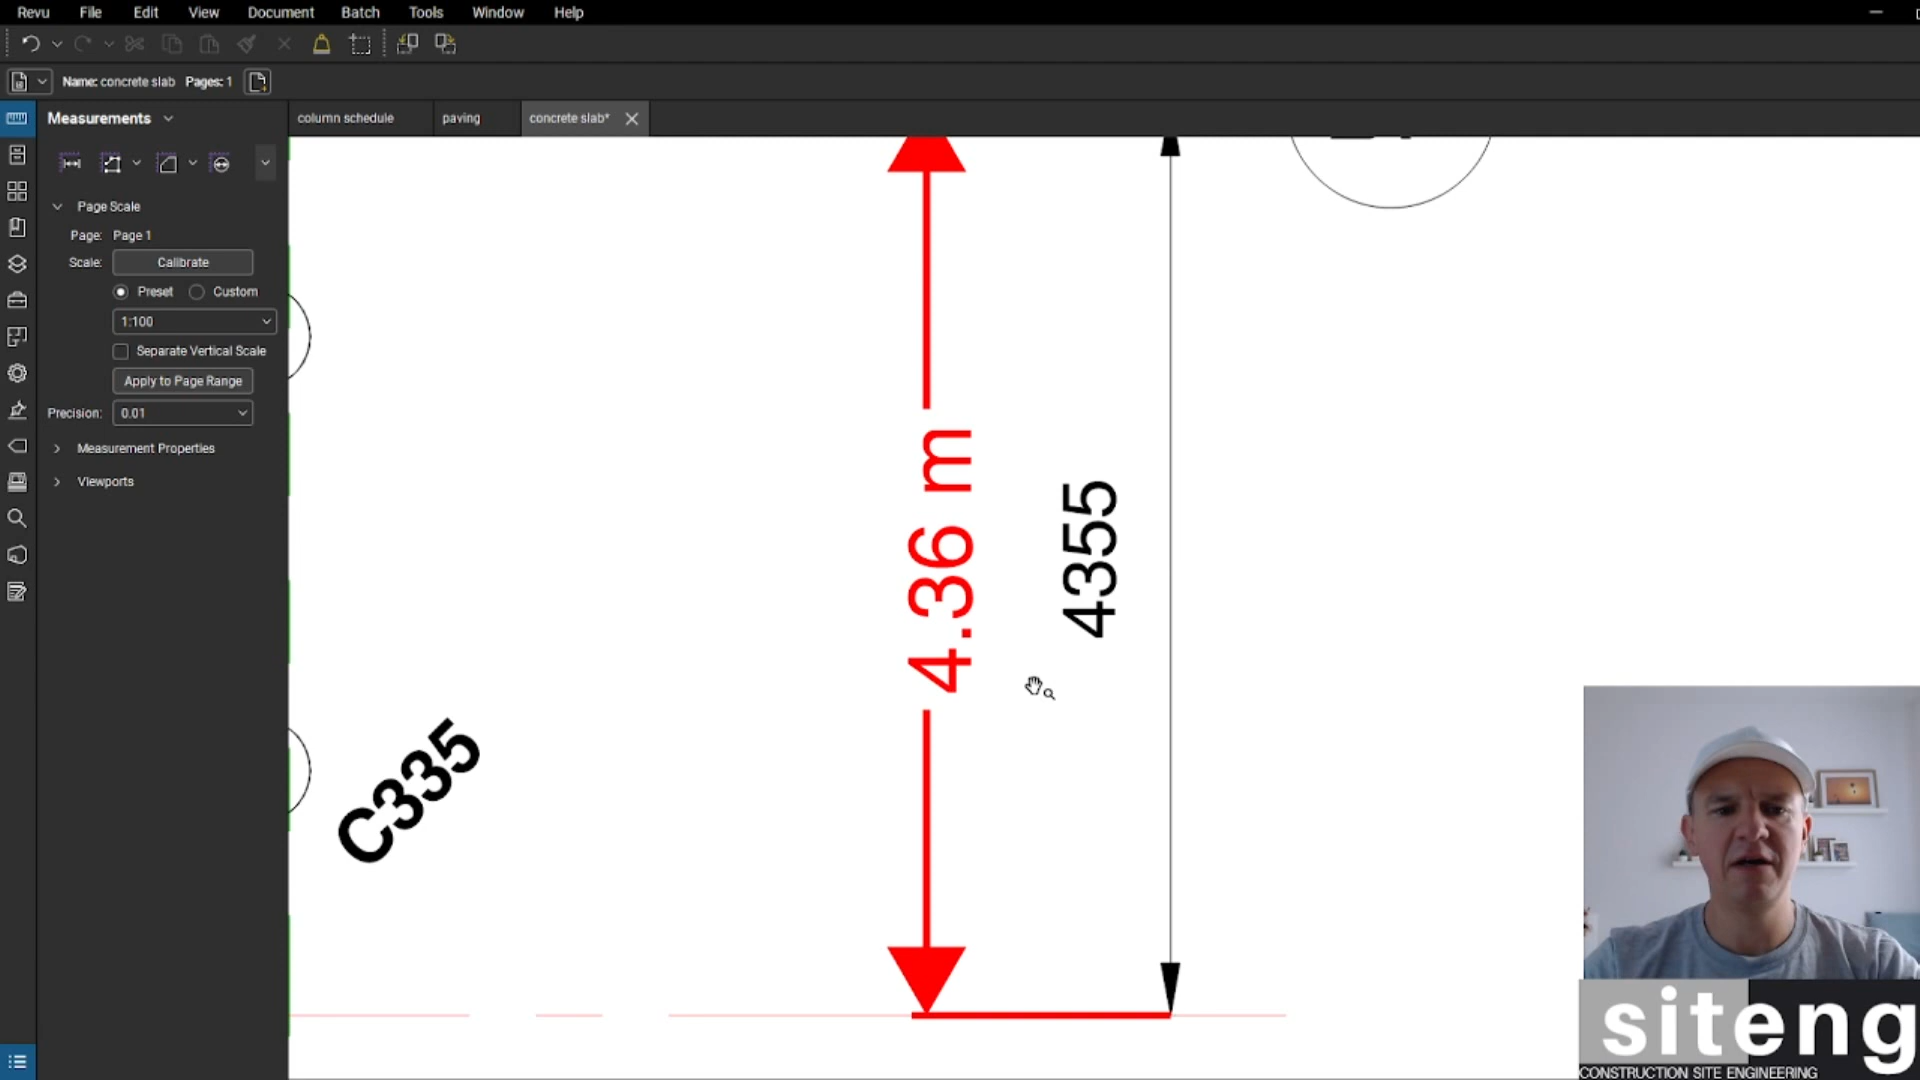 Revu File Edit View Document Batch Tools Window Help
Name: concrete slab Pages: 1
Measurements
column schedule paving concrete slab*
Page Scale
Page: Page 1
Scale: Calibrate
Preset Custom
1:100
Separate Vertical Scale
Apply to Page Range
Precision: 0.01
Measurement Properties
Viewports
4.36 m
4355
C335
siteng
CONSTRUCTION SITE ENGINEERING